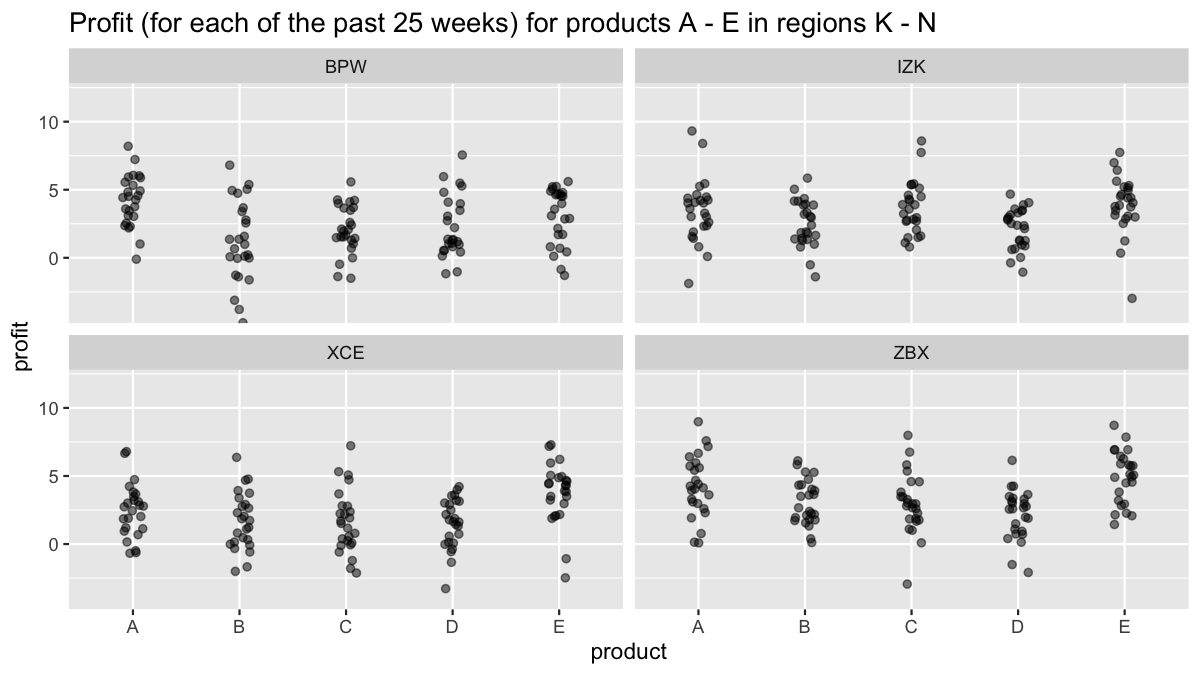 Profit (for each of the past 25 weeks) for products A - E in regions K - N
BPW
IZK
10
5
0
XCE
ZBX
10
5
0
profit
A B C D E
A B C D E
product